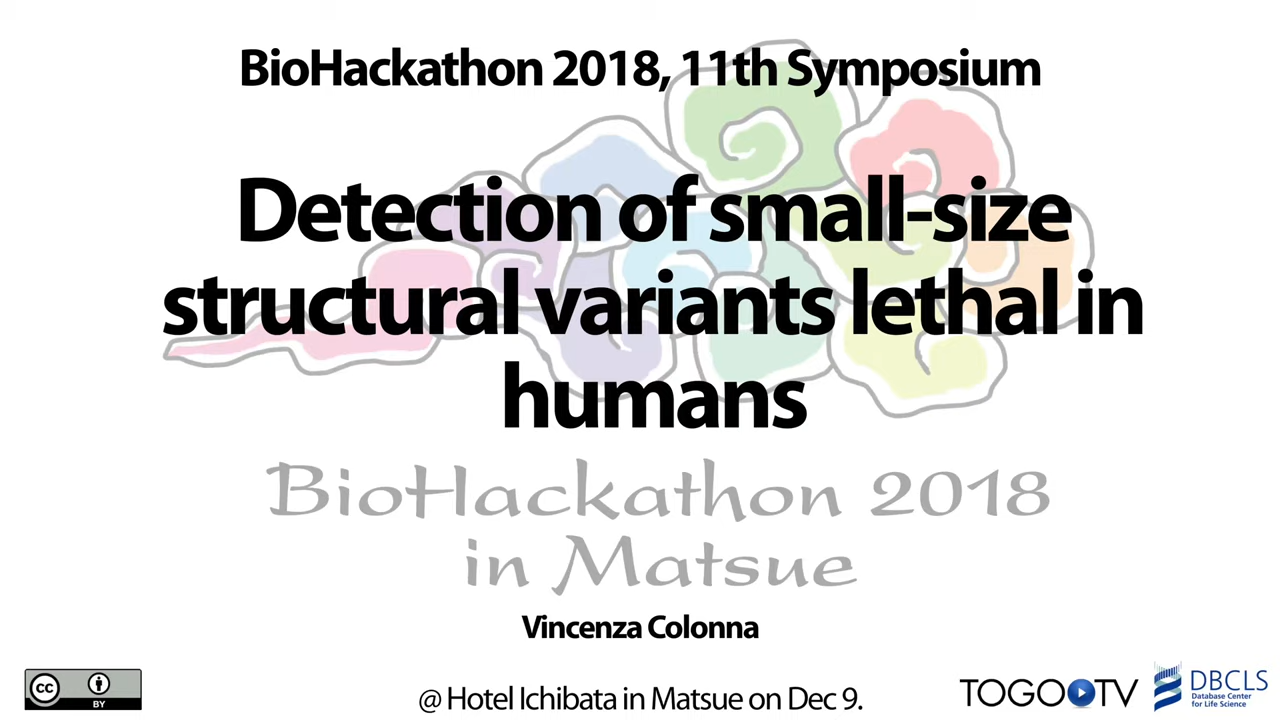 BioHackathon 2018, 11th Symposium
Detection of small-size
structural variants lethal in
humans
BioHackathon 2018
in Matsue
Vincenza Colonna
@ Hotel Ichibata in Matsue on Dec 9.
cc
BY
TOGO TV
DBCLS
Database Center
for Life Science